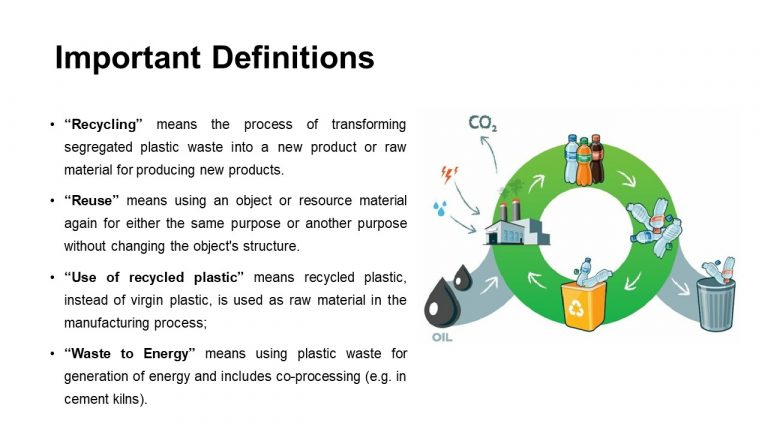 Important Definitions
• “Recycling” means the process of transforming
segregated plastic waste into a new product or raw
material for producing new products.
• “Reuse” means using an object or resource material
again for either the same purpose or another purpose
without changing the object's structure.
• “Use of recycled plastic” means recycled plastic,
instead of virgin plastic, is used as raw material in the
manufacturing process;
• “Waste to Energy” means using plastic waste for
generation of energy and includes co-processing (e.g. in
cement kilns).
CO₂
OIL